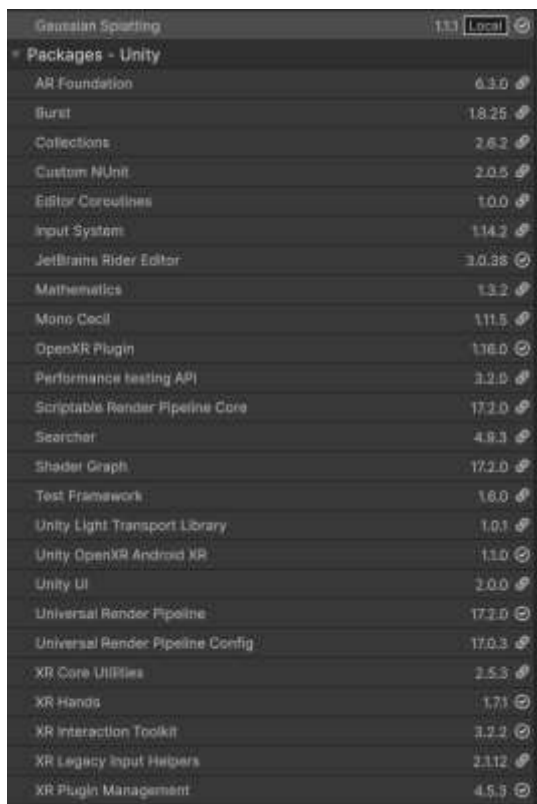 Gaussian Splatting 1.1.1 Local
Packages - Unity
AR Foundation 6.3.0
Burst 1.8.25
Collections 2.6.2
Custom NUnit 2.0.5
Editor Coroutines 1.0.0
Input System 1.14.2
JetBrains Rider Editor 3.0.38
Mathematics 1.3.2
Mono Cecil 1.11.5
OpenXR Plugin 1.16.0
Performance testing API 3.2.0
Scriptable Render Pipeline Core 17.2.0
Searcher 4.9.3
Shader Graph 17.2.0
Test Framework 1.6.0
Unity Light Transport Library 1.0.1
Unity OpenXR Android XR 1.1.0
Unity UI 2.0.0
Universal Render Pipeline 17.2.0
Universal Render Pipeline Config 17.0.3
XR Core Utilities 2.5.3
XR Hands 1.7.1
XR Interaction Toolkit 3.2.2
XR Legacy Input Helpers 2.1.12
XR Plugin Management 4.5.3